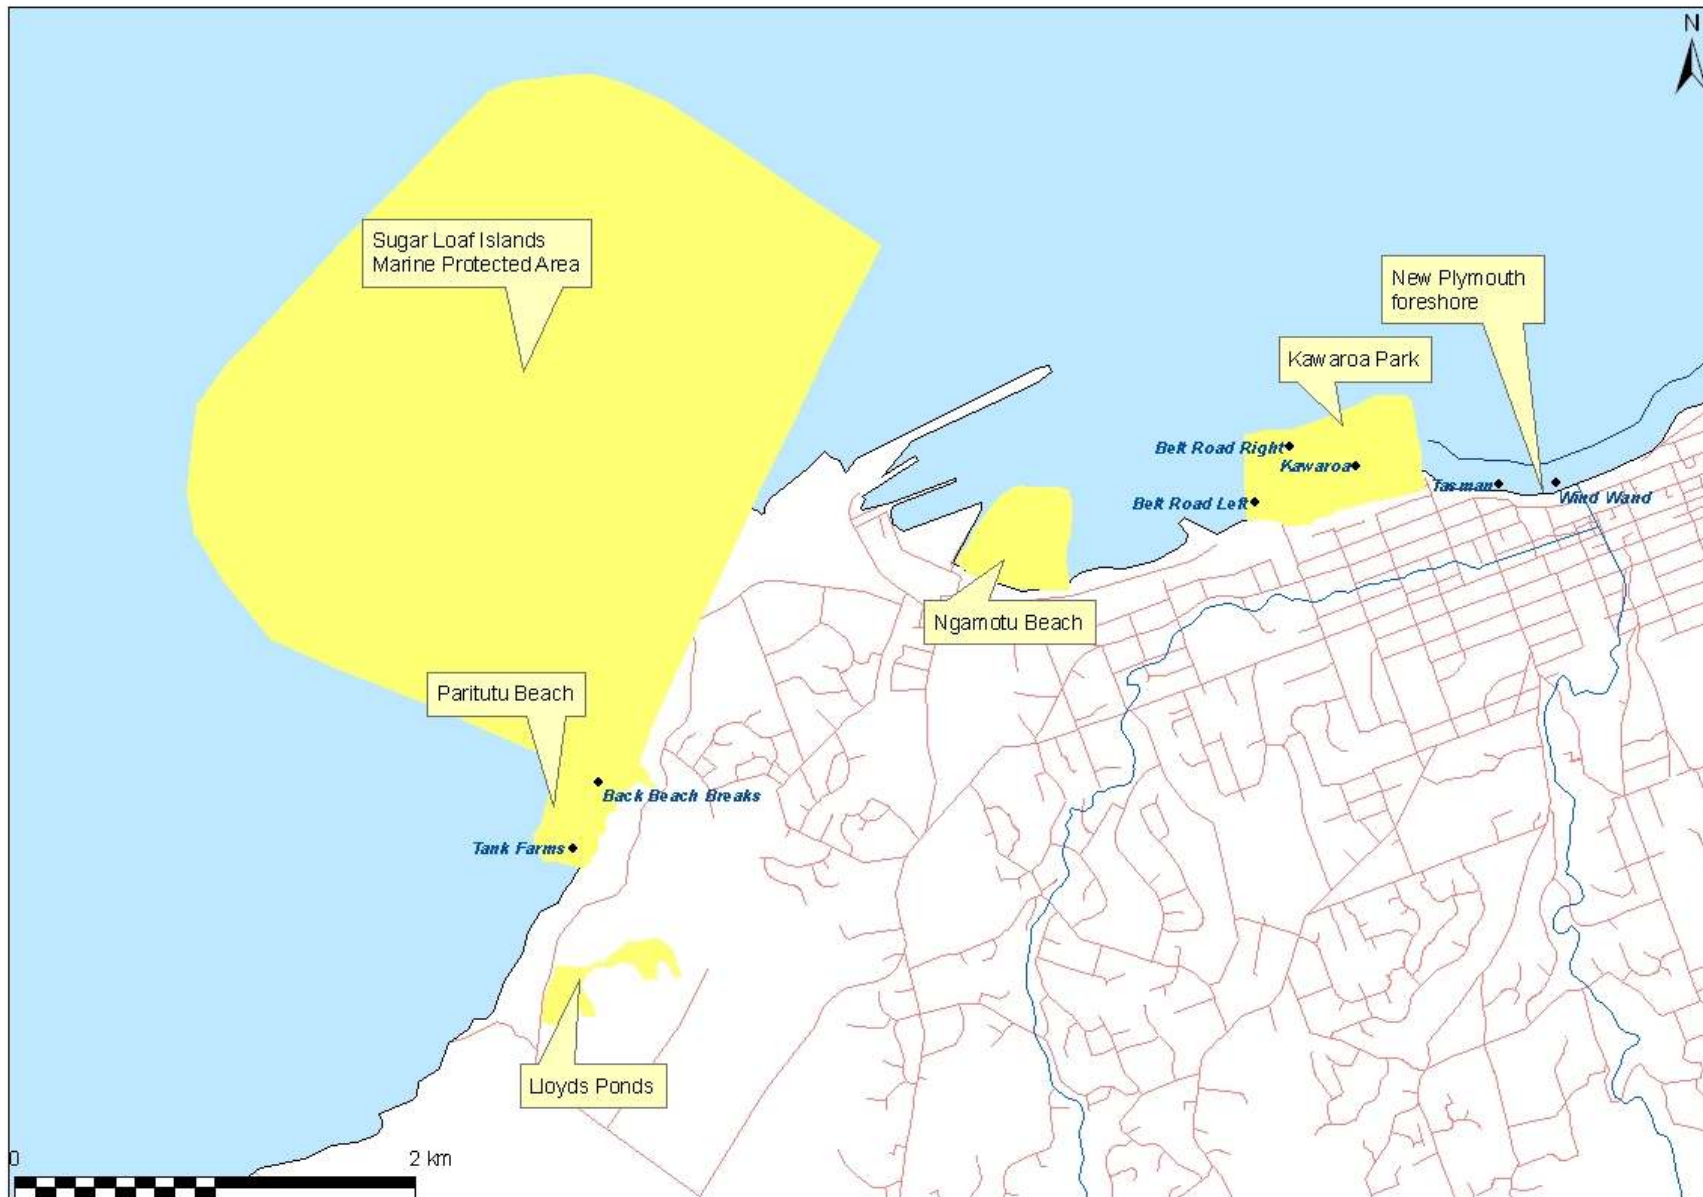 N
Sugar Loaf Islands
Marine Protected Area
New Plymouth
foreshore
Kawaroa Park
Belt Road Right
Kawaroa
Tasman
Wind Wand
Belt Road Left
Ngamotu Beach
Paritutu Beach
Back Beach Breaks
Tank Farms
Lloyds Ponds
0
2 km